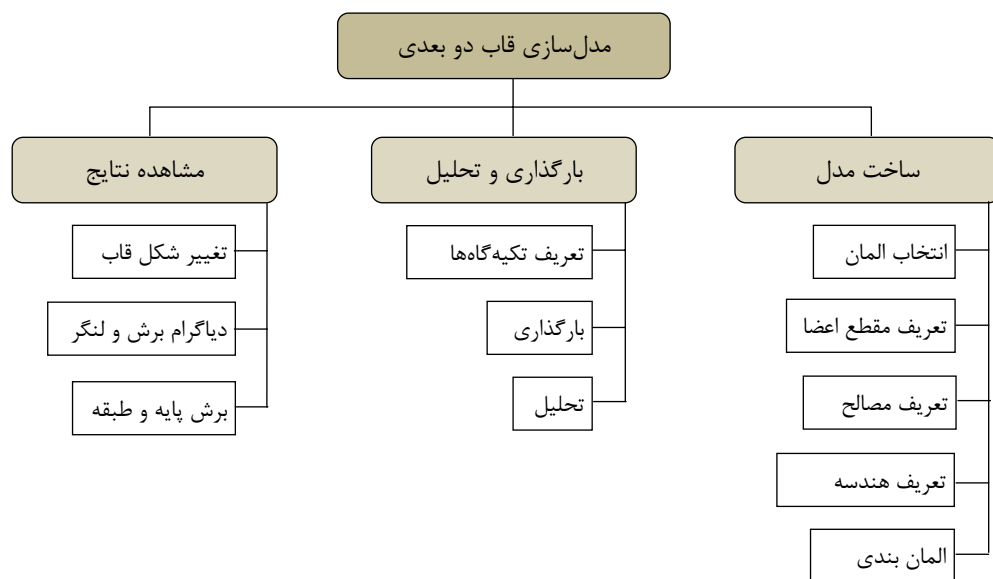 مدل‌سازی قاب دو بعدی
ساخت مدل
انتخاب المان
تعریف مقطع اعضا
تعریف مصالح
تعریف هندسه
المان بندی
بارگذاری و تحلیل
تعریف تکیه‌گاه‌ها
بارگذاری
تحلیل
مشاهده نتایج
تغییر شکل قاب
دیاگرام برش و لنگر
برش پایه و طبقه